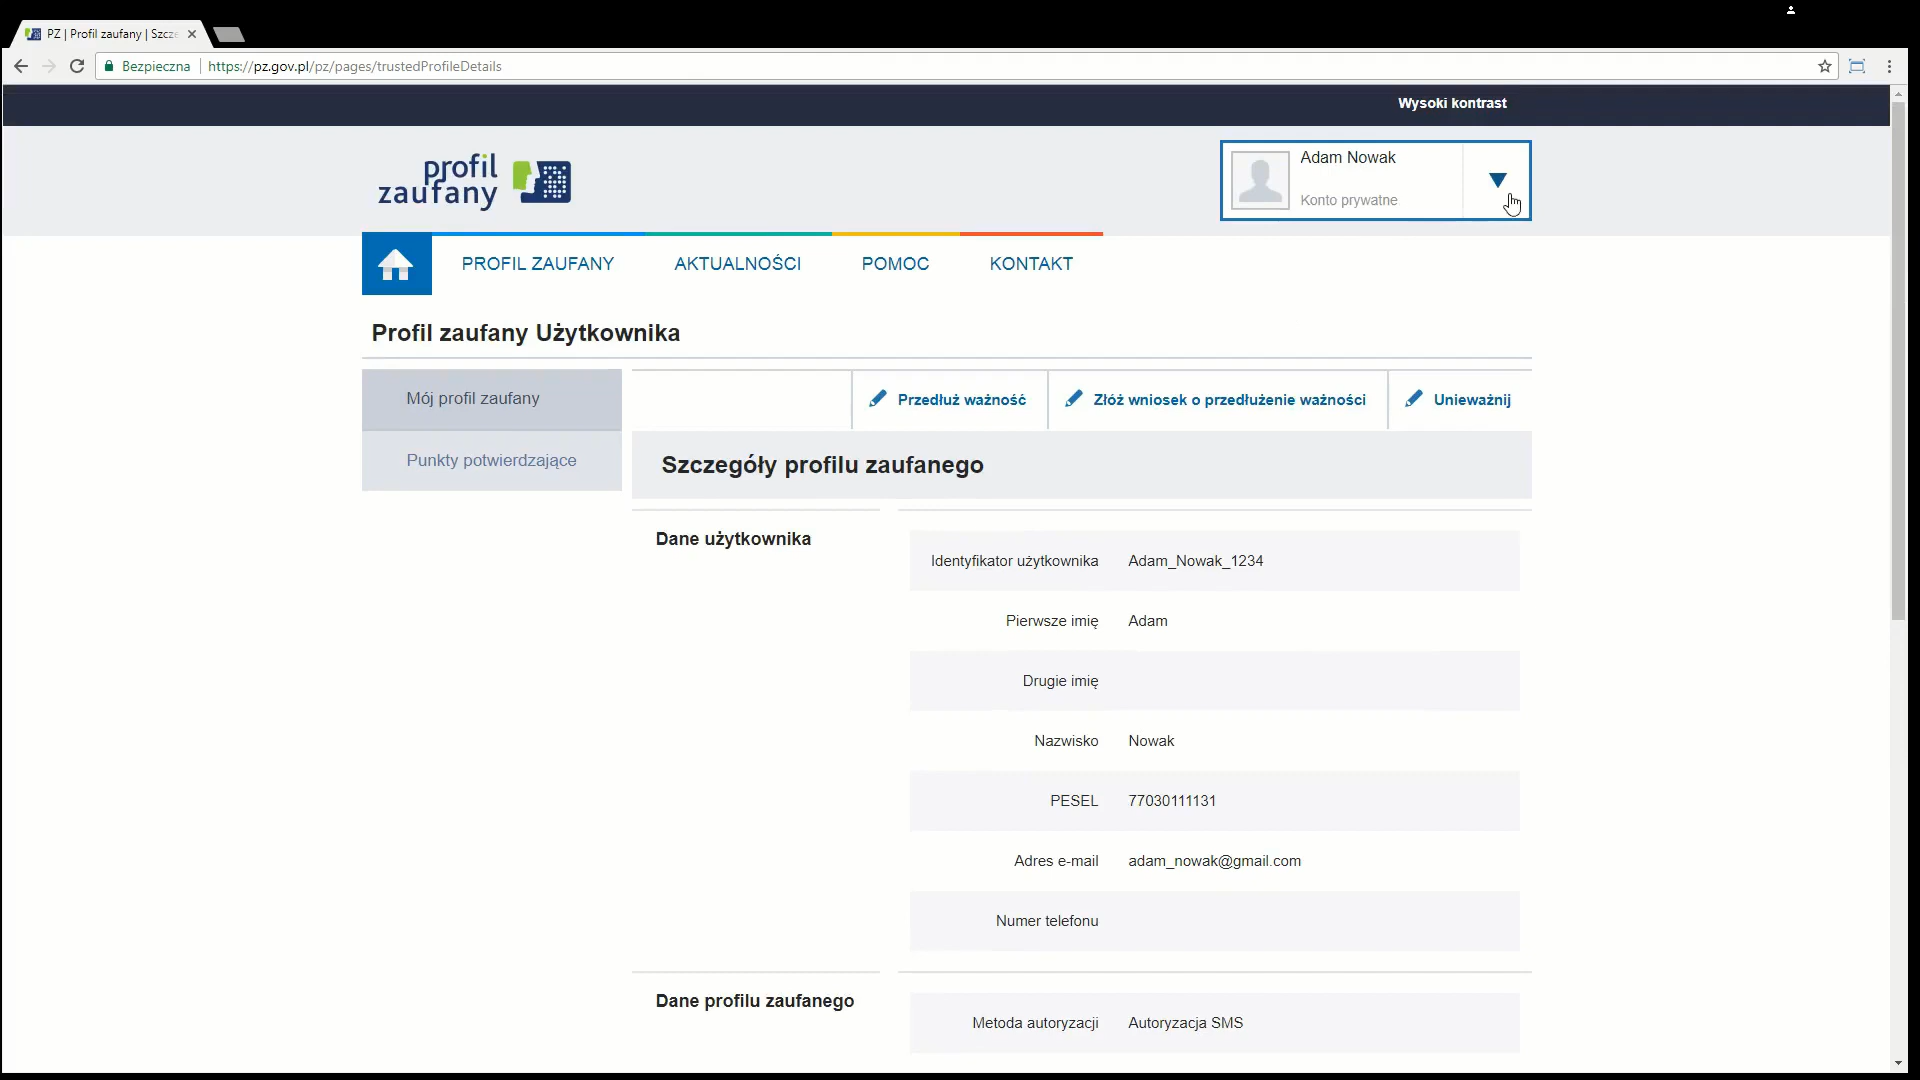 PZ | Profil zaufany | Szcze
Bezpieczna https://pz.gov.pl/pz/pages/trustedProfileDetails
Wysoki kontrast
profil
zaufany
Adam Nowak
Konto prywatne
PROFIL ZAUFANY AKTUALNOŚCI POMOC KONTAKT
Profil zaufany Użytkownika
Mój profil zaufany
Punkty potwierdzające
Przedłuż ważność Złóż wniosek o przedłużenie ważności Unieważnij
Szczegóły profilu zaufanego
Dane użytkownika
Identyfikator użytkownika Adam_Nowak_1234
Pierwsze imię Adam
Drugie imię
Nazwisko Nowak
PESEL 77030111131
Adres e-mail adam_nowak@gmail.com
Numer telefonu
Dane profilu zaufanego
Metoda autoryzacji Autoryzacja SMS